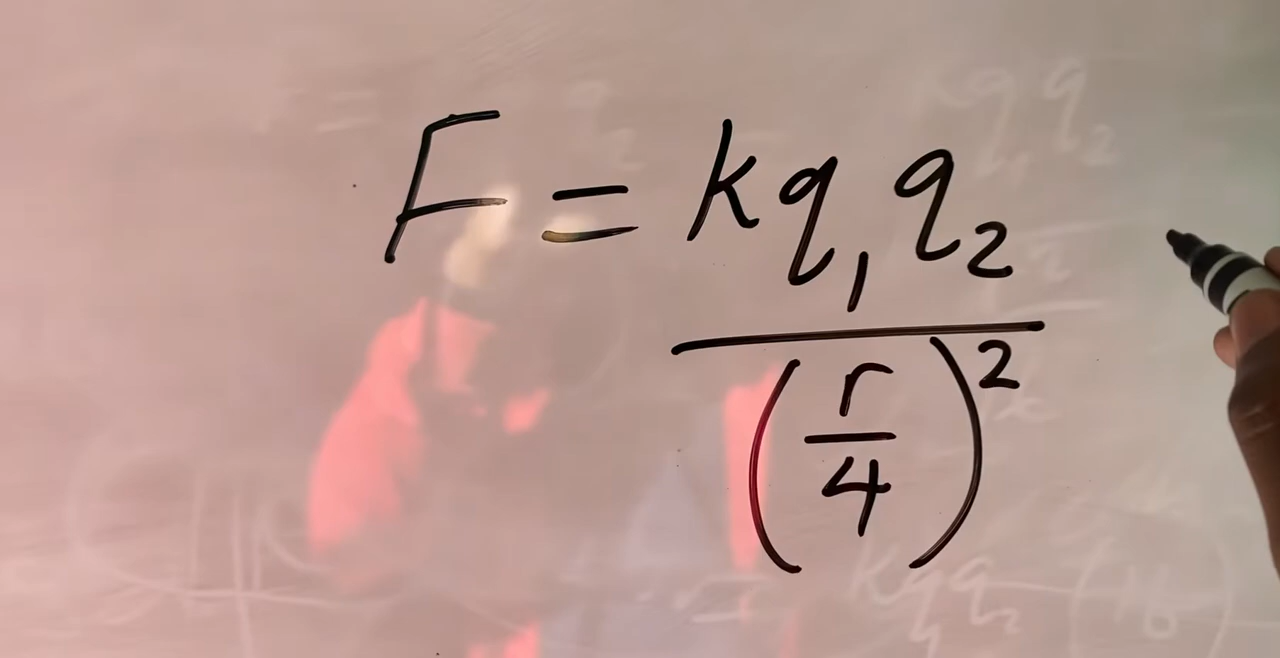 F = kq₁q₂
(r/4)²